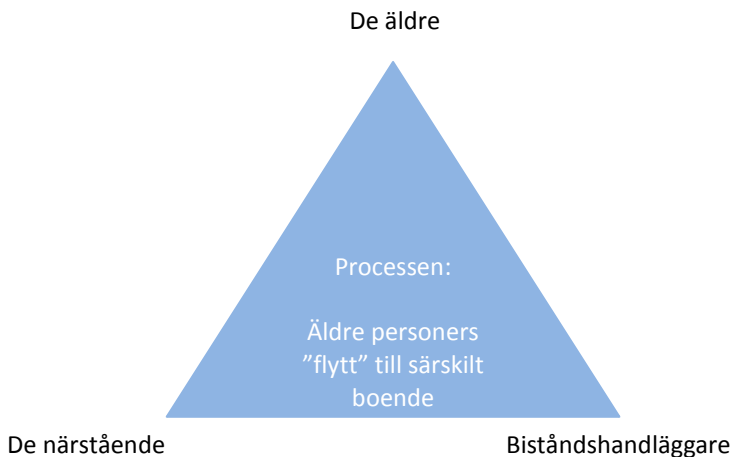 De äldre
Processen:
Äldre personers
”flytt” till särskilt
boende
De närstående
Biståndshandläggare